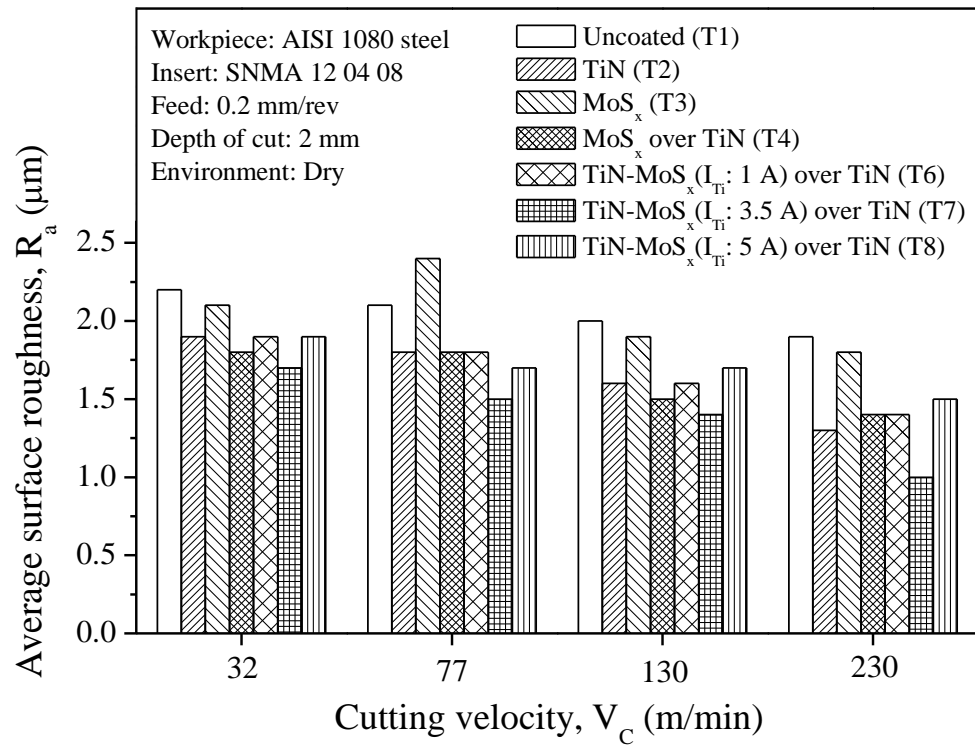 Workpiece: AISI 1080 steel
Insert: SNMA 12 04 08
Feed: 0.2 mm/rev
Depth of cut: 2 mm
Environment: Dry
Uncoated (T1)
TiN (T2)
MoSx (T3)
MoSx over TiN (T4)
TiN-MoSx(ITi: 1 A) over TiN (T6)
TiN-MoSx(ITi: 3.5 A) over TiN (T7)
TiN-MoSx(ITi: 5 A) over TiN (T8)
Average surface roughness, Ra (μm)
2.5
2.0
1.5
1.0
0.5
0.0
32 77 130 230
Cutting velocity, VC (m/min)